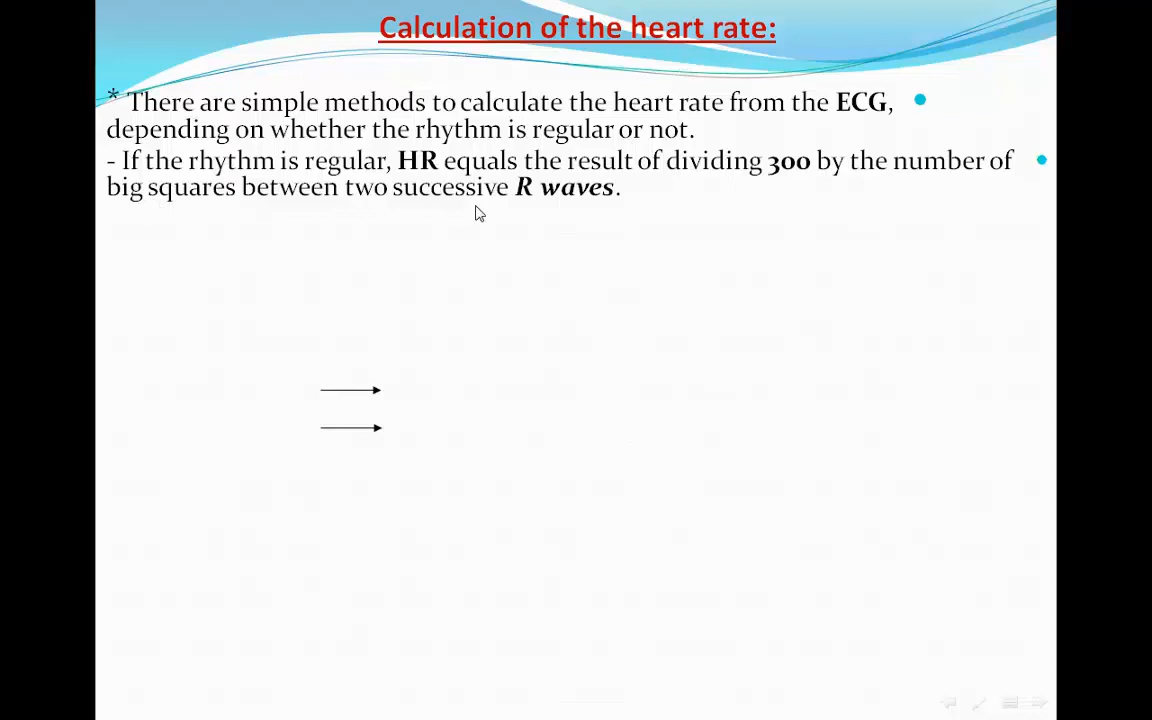 Calculation of the heart rate:
* There are simple methods to calculate the heart rate from the ECG, •
depending on whether the rhythm is regular or not.
- If the rhythm is regular, HR equals the result of dividing 300 by the number of •
big squares between two successive R waves.